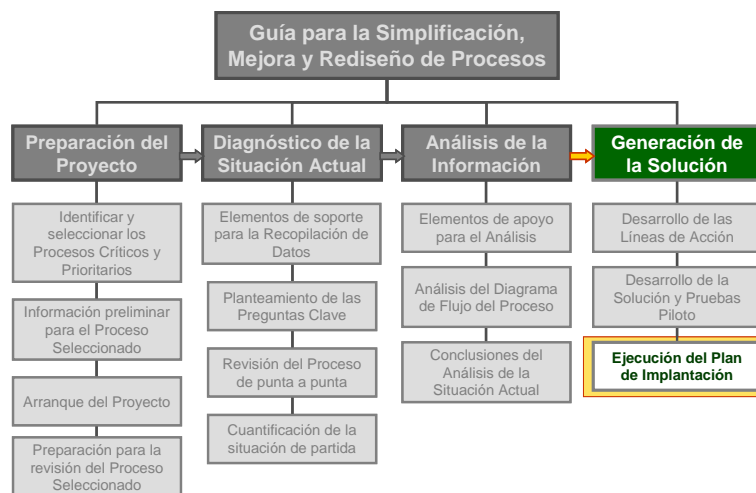 Guía para la Simplificación,
Mejora y Rediseño de Procesos
Preparación del
Proyecto
Identificar y
seleccionar los
Procesos Críticos y
Prioritarios
Información preliminar
para el Proceso
Seleccionado
Arranque del Proyecto
Preparación para la
revisión del Proceso
Seleccionado
Diagnóstico de la
Situación Actual
Elementos de soporte
para la Recopilación de
Datos
Planteamiento de las
Preguntas Clave
Revisión del Proceso
de punta a punta
Cuantificación de la
situación de partida
Análisis de la
Información
Elementos de apoyo
para el Análisis
Análisis del Diagrama
de Flujo del Proceso
Conclusiones del
Análisis de la
Situación Actual
Generación de
la Solución
Desarrollo de las
Líneas de Acción
Desarrollo de la
Solución y Pruebas
Piloto
Ejecución del Plan
de Implantación